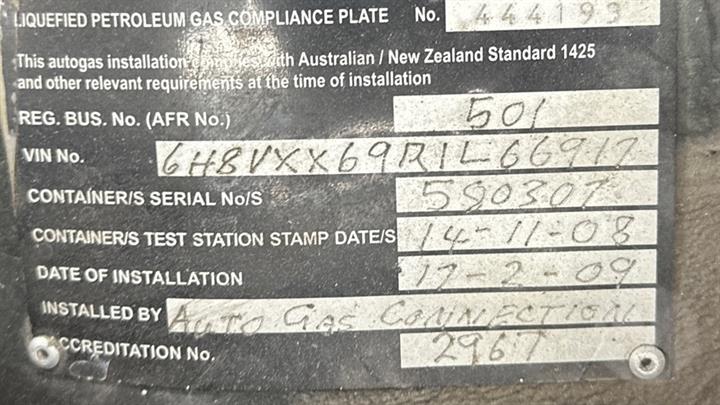 LIQUEFIED PETROLEUM GAS COMPLIANCE PLATE No. 444193
This autogas installation complies with Australian / New Zealand Standard 1425
and other relevant requirements at the time of installation
REG. BUS. No. (AFR No.) 501
VIN No. 6H8VXX69R1L66917
CONTAINER/S SERIAL No/S 580307
CONTAINER/S TEST STATION STAMP DATE/S 14-11-08
DATE OF INSTALLATION 17-2-09
INSTALLED BY AUTO GAS CONNECTION
ACCREDITATION No. 2967